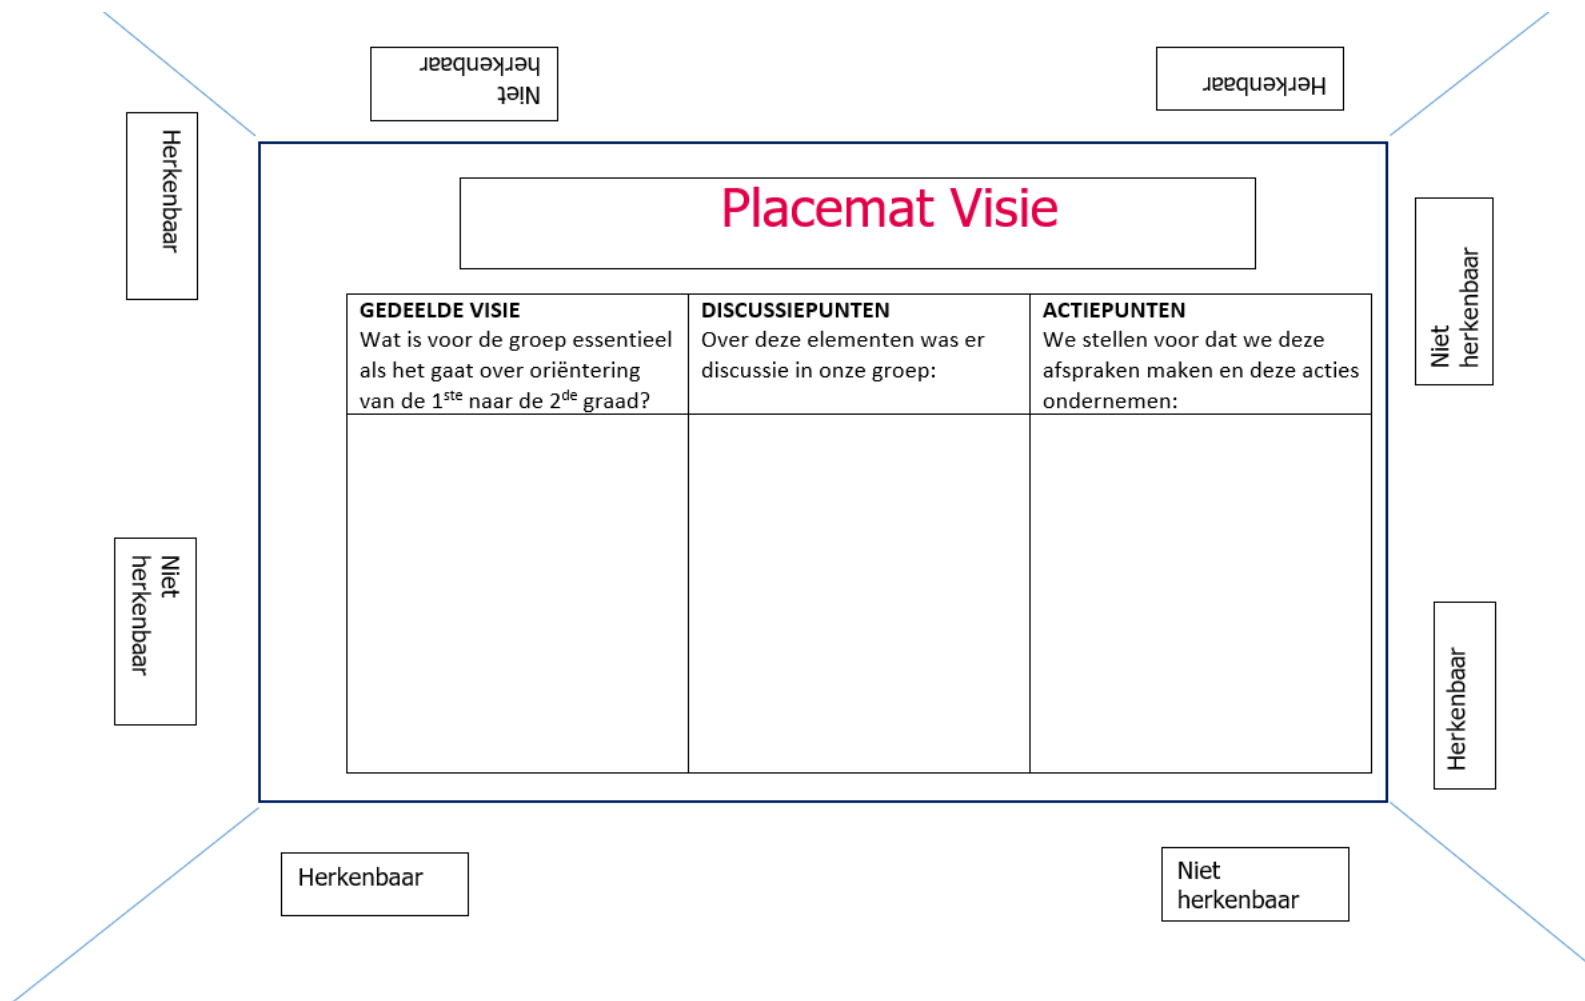 Niet
herkenbaar
Herkenbaar
Herkenbaar
Placemat Visie
Niet
herkenbaar
GEDEELDE VISIE
Wat is voor de groep essentieel
als het gaat over oriëntering
van de 1ste naar de 2de graad?
DISCUSSIEPUNTEN
Over deze elementen was er
discussie in onze groep:
ACTIEPUNTEN
We stellen voor dat we deze
afspraken maken en deze acties
ondernemen:
Niet
herkenbaar
Herkenbaar
Herkenbaar
Niet
herkenbaar